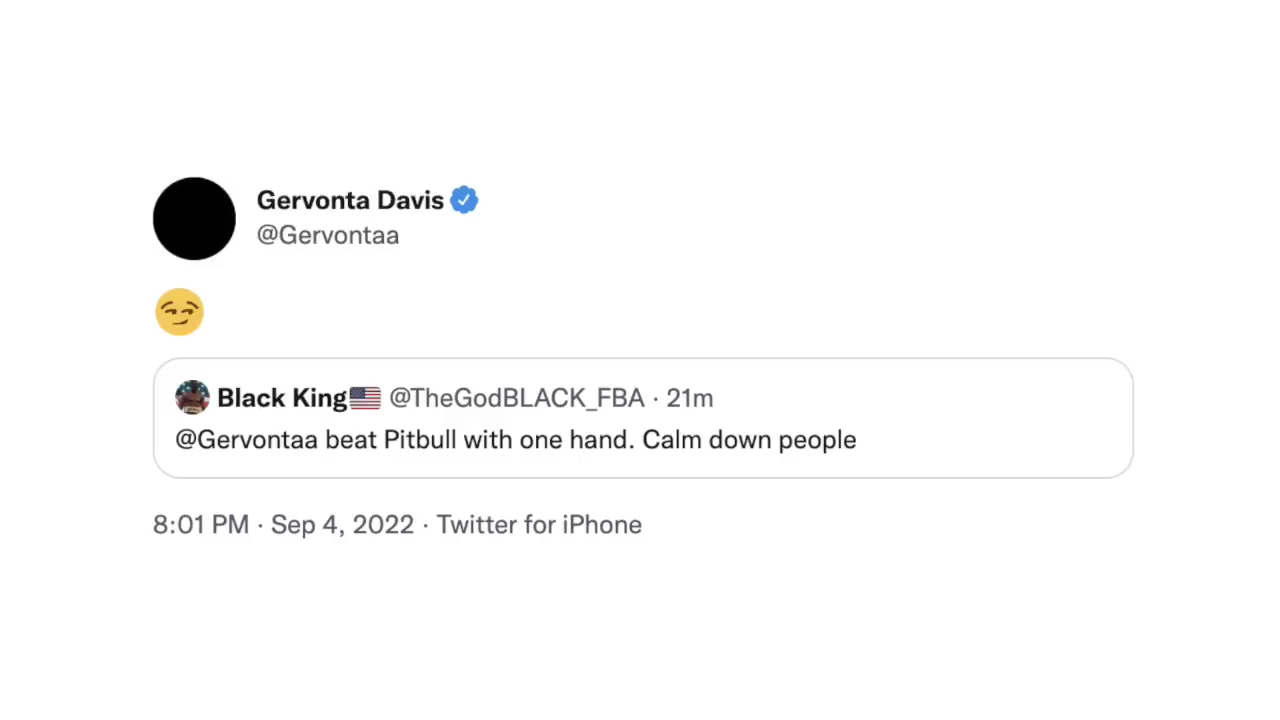 Gervonta Davis
@Gervontaa
😏
Black King🇺🇸 @TheGodBLACK_FBA · 21m
@Gervontaa beat Pitbull with one hand. Calm down people
8:01 PM · Sep 4, 2022 · Twitter for iPhone